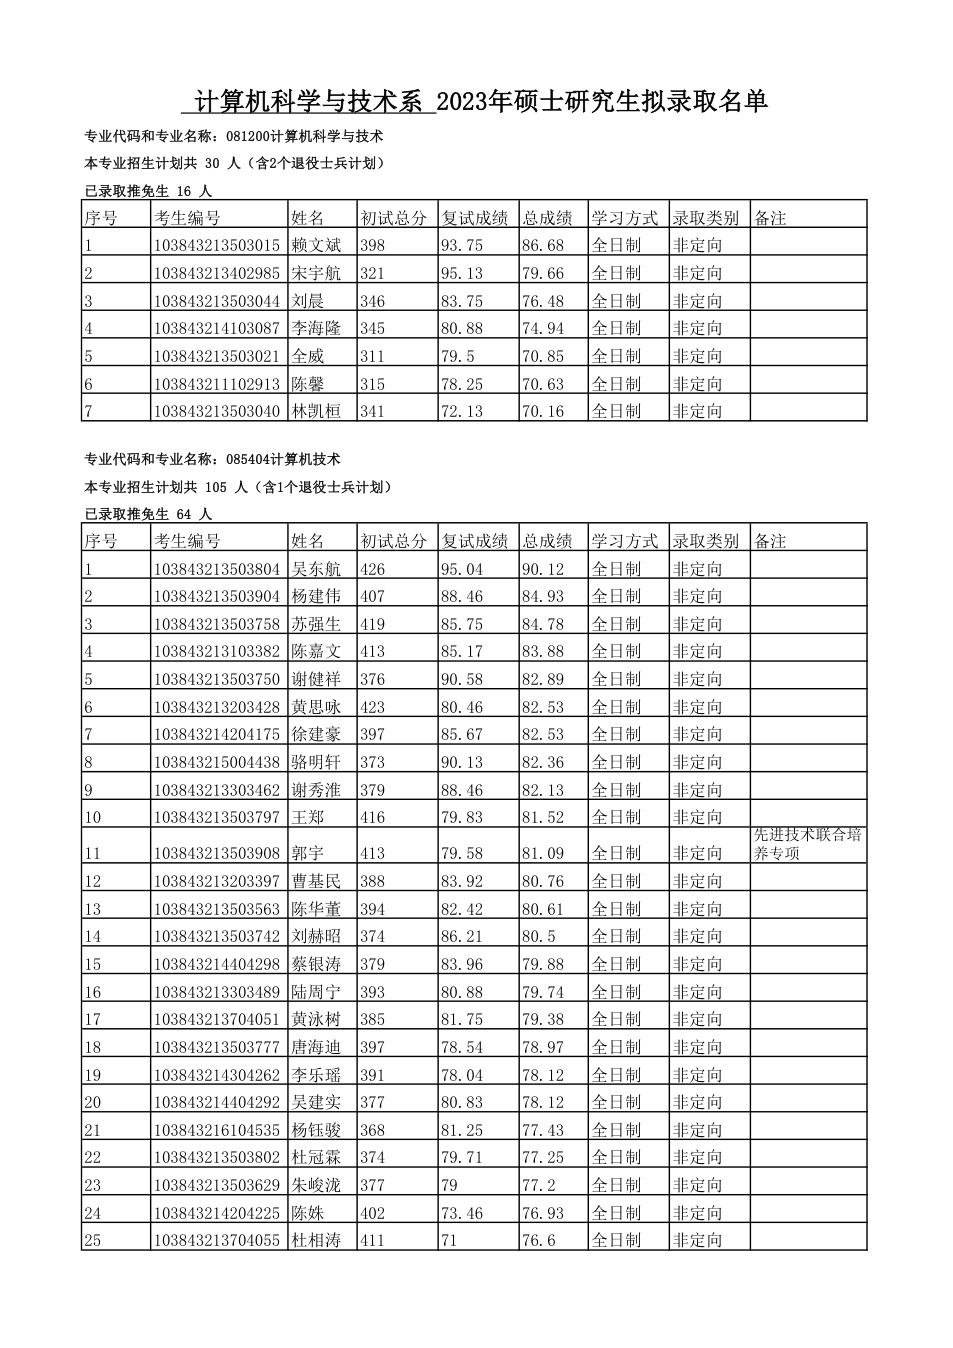 计算机科学与技术系 2023年硕士研究生拟录取名单
专业代码和专业名称：081200计算机科学与技术
本专业招生计划共 30 人（含2个退役士兵计划）
已录取推免生 16 人
序号 考生编号 姓名 初试总分 复试成绩 总成绩 学习方式 录取类别 备注
1 103843213503015 赖文斌 398 93.75 86.68 全日制 非定向
2 103843213402985 宋宇航 321 95.13 79.66 全日制 非定向
3 103843213503044 刘晨 346 83.75 76.48 全日制 非定向
4 103843214103087 李海隆 345 80.88 74.94 全日制 非定向
5 103843213503021 全威 311 79.5 70.85 全日制 非定向
6 103843211102913 陈馨 315 78.25 70.63 全日制 非定向
7 103843213503040 林凯桓 341 72.13 70.16 全日制 非定向
专业代码和专业名称：085404计算机技术
本专业招生计划共 105 人（含1个退役士兵计划）
已录取推免生 64 人
序号 考生编号 姓名 初试总分 复试成绩 总成绩 学习方式 录取类别 备注
1 103843213503804 吴东航 426 95.04 90.12 全日制 非定向
2 103843213503904 杨建伟 407 88.46 84.93 全日制 非定向
3 103843213503758 苏强生 419 85.75 84.78 全日制 非定向
4 103843213103382 陈嘉文 413 85.17 83.88 全日制 非定向
5 103843213503750 谢健祥 376 90.58 82.89 全日制 非定向
6 103843213203428 黄思咏 423 80.46 82.53 全日制 非定向
7 103843214204175 徐建豪 397 85.67 82.53 全日制 非定向
8 103843215004438 骆明轩 373 90.13 82.36 全日制 非定向
9 103843213303462 谢秀淮 379 88.46 82.13 全日制 非定向
10 103843213503797 王郑 416 79.83 81.52 全日制 非定向
11 103843213503908 郭宇 413 79.58 81.09 全日制 非定向 先进技术联合培
养专项
12 103843213203397 曹基民 388 83.92 80.76 全日制 非定向
13 103843213503563 陈华董 394 82.42 80.61 全日制 非定向
14 103843213503742 刘赫昭 374 86.21 80.5 全日制 非定向
15 103843214404298 蔡银涛 379 83.96 79.88 全日制 非定向
16 103843213303489 陆周宁 393 80.88 79.74 全日制 非定向
17 103843213704051 黄泳树 385 81.75 79.38 全日制 非定向
18 103843213503777 唐海迪 397 78.54 78.97 全日制 非定向
19 103843214304262 李乐瑶 391 78.04 78.12 全日制 非定向
20 103843214404292 吴建实 377 80.83 78.12 全日制 非定向
21 103843216104535 杨钰骏 368 81.25 77.43 全日制 非定向
22 103843213503802 杜冠霖 374 79.71 77.25 全日制 非定向
23 103843213503629 朱峻泷 377 79 77.2 全日制 非定向
24 103843214204225 陈姝 402 73.46 76.93 全日制 非定向
25 103843213704055 杜相涛 411 71 76.6 全日制 非定向